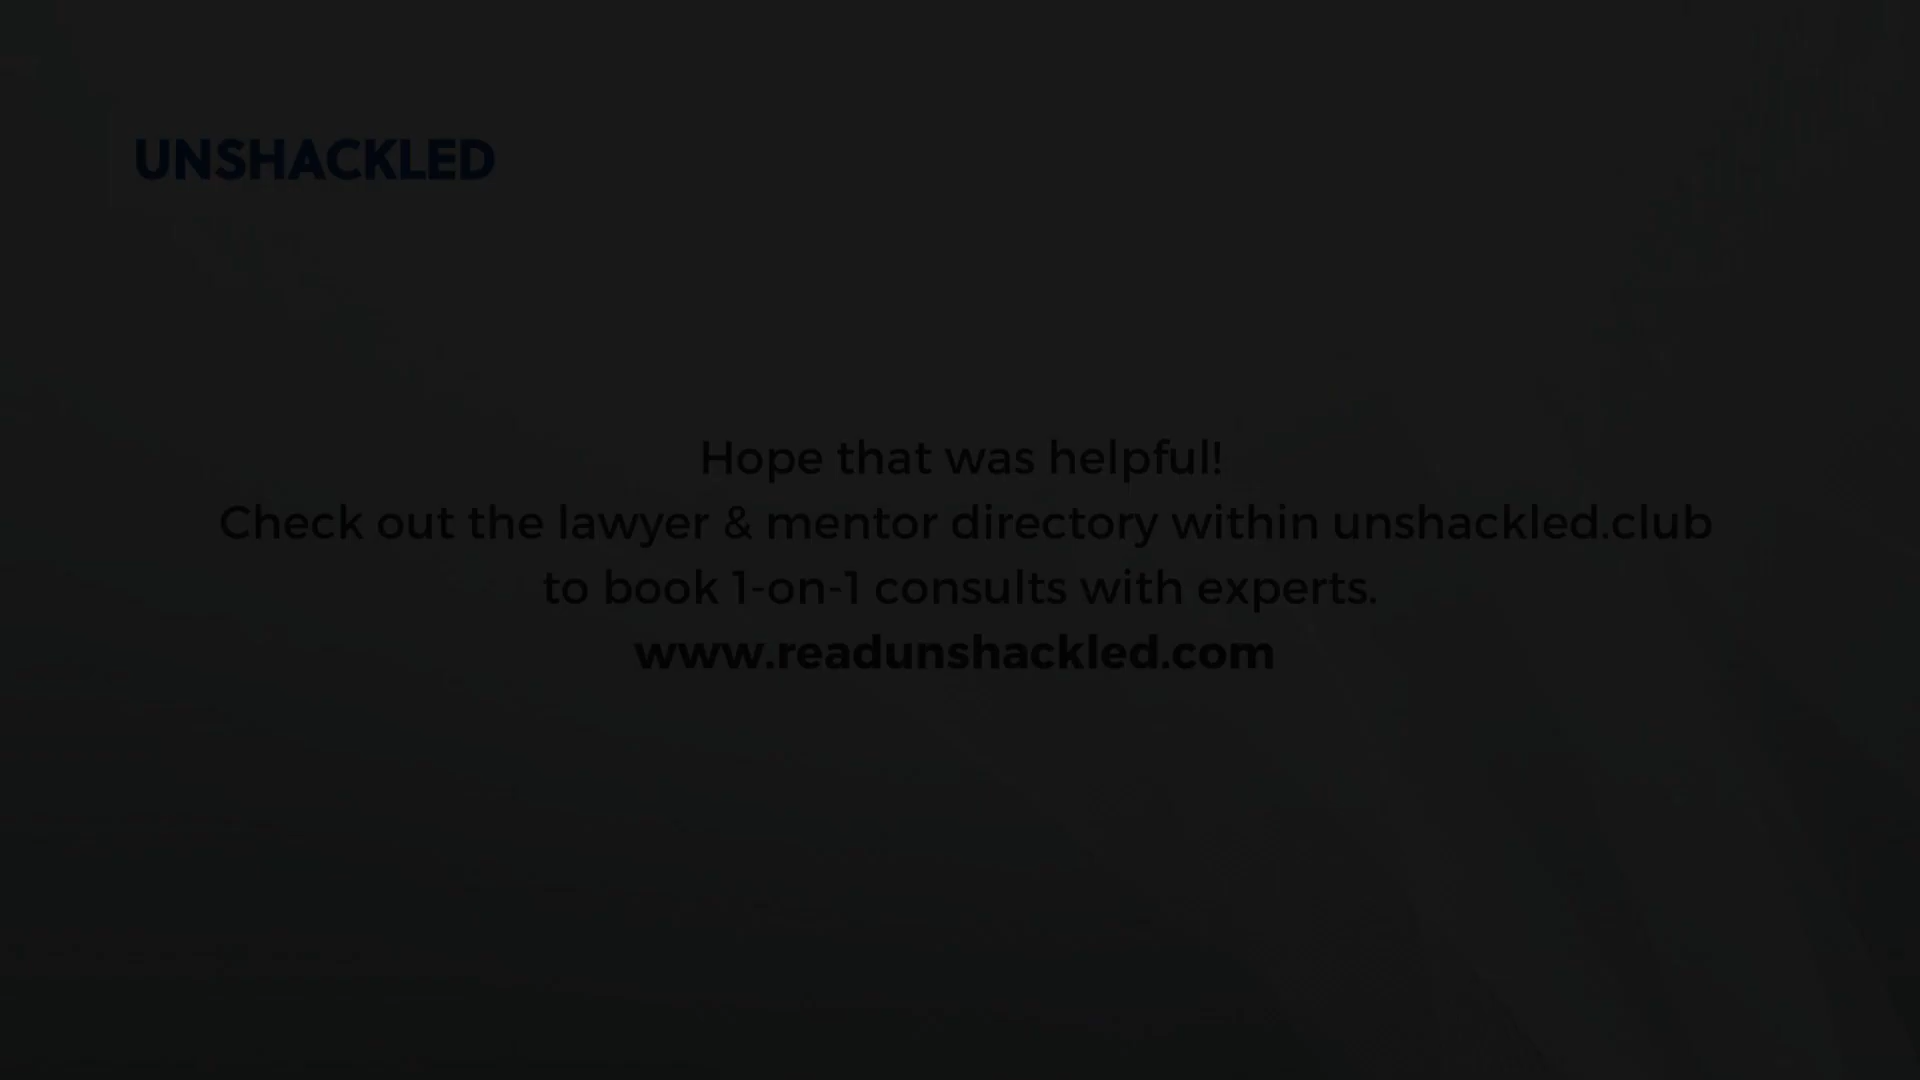 UNSHACKLED
Hope that was helpful!
Check out the lawyer & mentor directory within unshackled.club
to book 1-on-1 consults with experts.
www.readunshackled.com